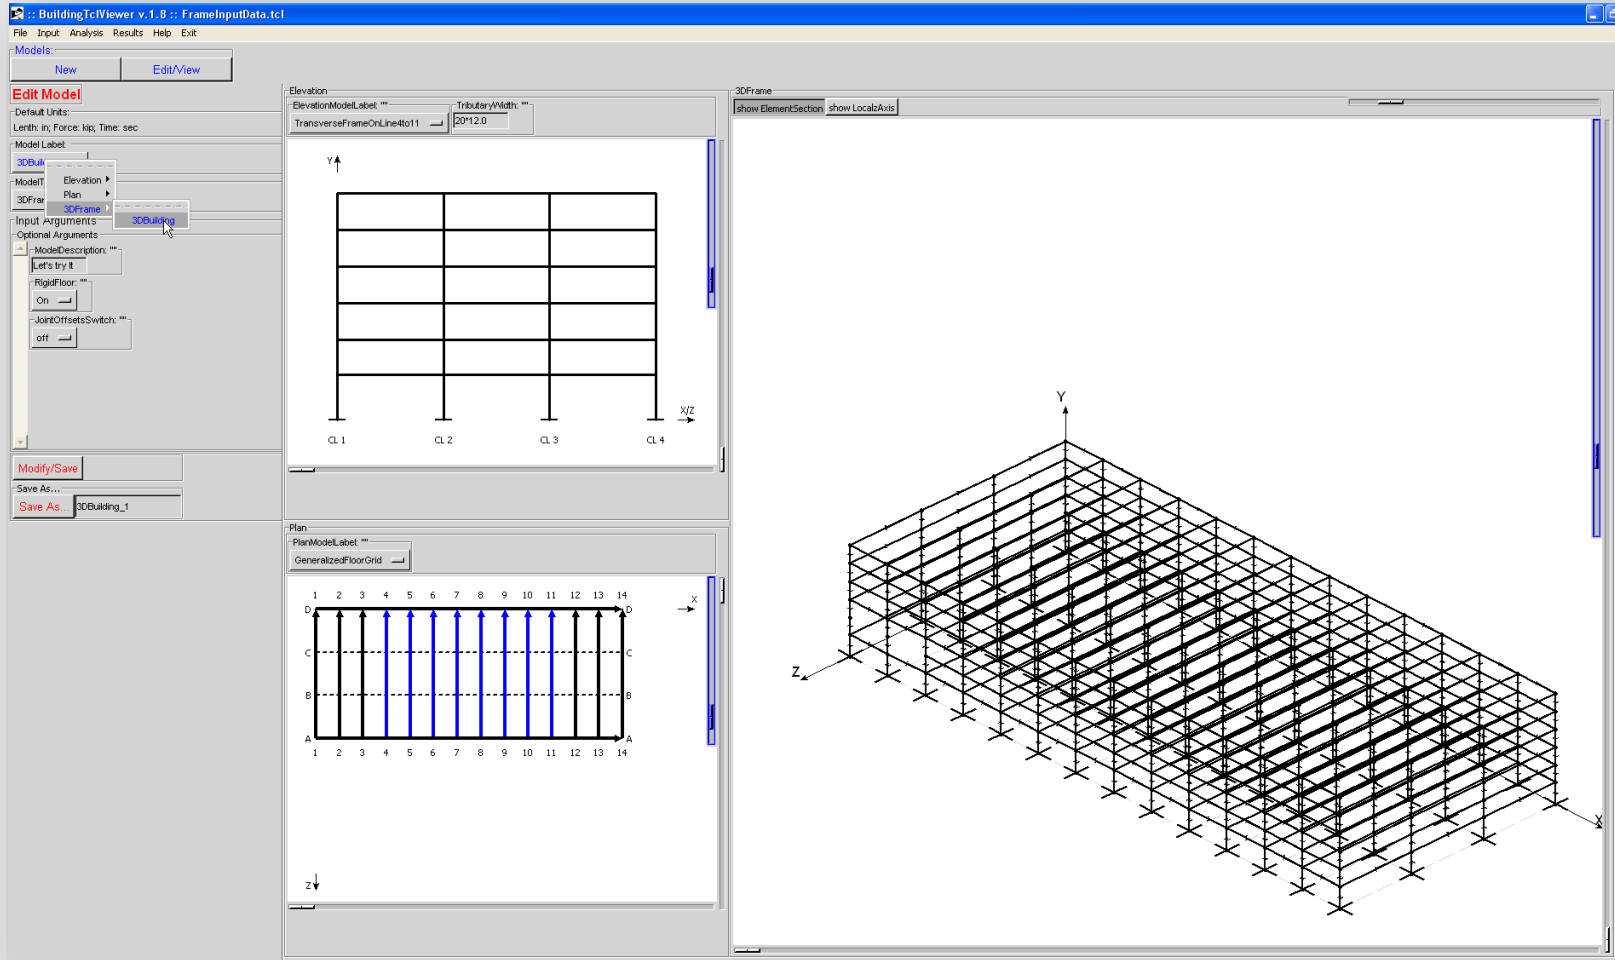 :: BuildingTclViewer v.1.8 :: FrameInputData.tcl
File Input Analysis Results Help Exit
Models:
New Edit/View
Edit Model
Default Units:
Lenth: in; Force: kip; Time: sec
Model Label:
3DBuil
Elevation
Plan
3DFrame
3DBuilding
ModelT
3DFrar
Input Arguments
Optional Arguments
ModelDescription: ""
Let's try it
RigidFloor: ""
On
JointOffsetsSwitch: ""
off
Modify/Save
Save As...
Save As... 3DBuilding_1
Elevation
ElevationModelLabel: "" TributaryWidth: ""
TransverseFrameOnLine4to11 20*12.0
Y
X/Z
CL 1 CL 2 CL 3 CL 4
Plan
PlanModelLabel: ""
GeneralizedFloorGrid
1 2 3 4 5 6 7 8 9 10 11 12 13 14
X
D D
C C
B B
A A
1 2 3 4 5 6 7 8 9 10 11 12 13 14
Z
3DFrame
show ElementSection show LocalzAxis
Y
Z
X